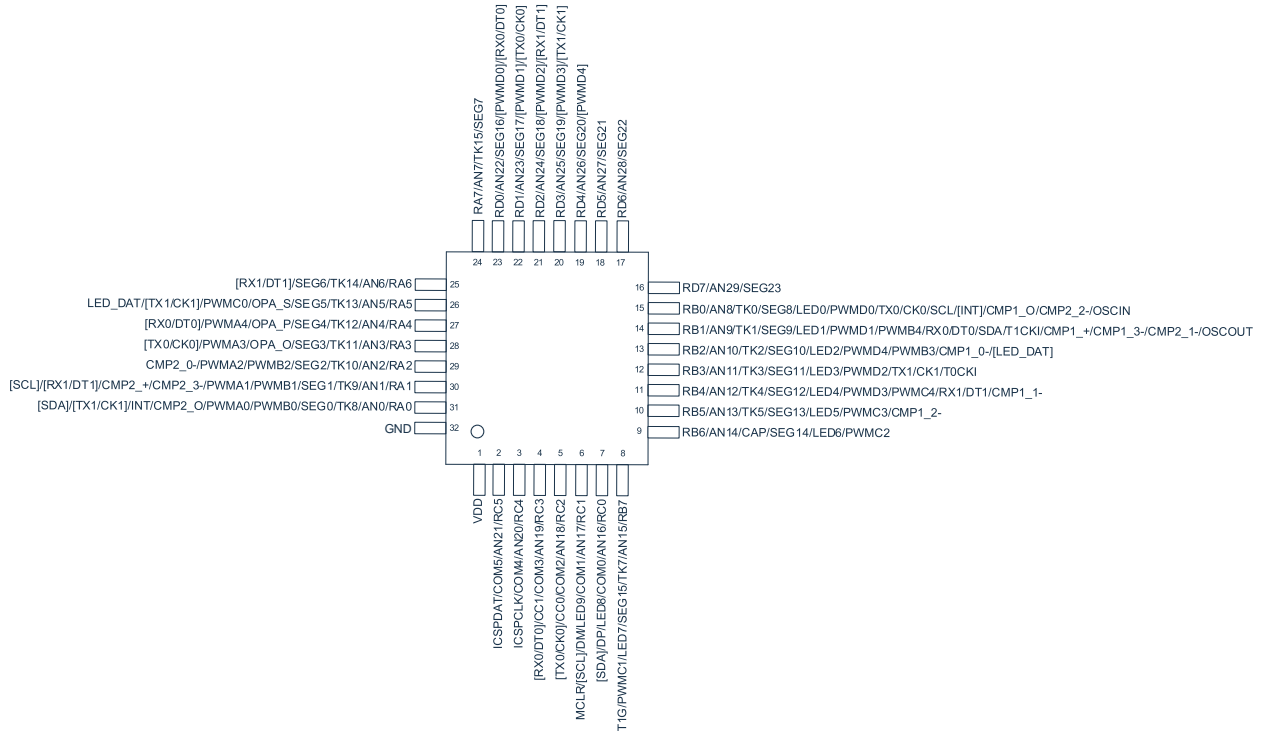 RA7/AN7/TK15/SEG7
RD0/AN22/SEG16/[PWMD0]/[RX0/DT0]
RD1/AN23/SEG17/[PWMD1]/[TX0/CK0]
RD2/AN24/SEG18/[PWMD2]/[RX1/DT1]
RD3/AN25/SEG19/[PWMD3]/[TX1/CK1]
RD4/AN26/SEG20/[PWMD4]
RD5/AN27/SEG21
RD6/AN28/SEG22
24 23 22 21 20 19 18 17
[RX1/DT1]/SEG6/TK14/AN6/RA6 25
LED_DAT/[TX1/CK1]/PWMC0/OPA_S/SEG5/TK13/AN5/RA5 26
[RX0/DT0]/PWMA4/OPA_P/SEG4/TK12/AN4/RA4 27
[TX0/CK0]/PWMA3/OPA_O/SEG3/TK11/AN3/RA3 28
CMP2_0-/PWMA2/PWMB2/SEG2/TK10/AN2/RA2 29
[SCL]/[RX1/DT1]/CMP2_+/CMP2_3-/PWMA1/PWMB1/SEG1/TK9/AN1/RA1 30
[SDA]/[TX1/CK1]/INT/CMP2_O/PWMA0/PWMB0/SEG0/TK8/AN0/RA0 31
GND 32
16 RD7/AN29/SEG23
15 RB0/AN8/TK0/SEG8/LED0/PWMD0/TX0/CK0/SCL/[INT]/CMP1_O/CMP2_2-/OSCIN
14 RB1/AN9/TK1/SEG9/LED1/PWMD1/PWMB4/RX0/DT0/SDA/T1CKI/CMP1_+/CMP1_3-/CMP2_1-/OSCOUT
13 RB2/AN10/TK2/SEG10/LED2/PWMD4/PWMB3/CMP1_0-/[LED_DAT]
12 RB3/AN11/TK3/SEG11/LED3/PWMD2/TX1/CK1/T0CKI
11 RB4/AN12/TK4/SEG12/LED4/PWMD3/PWMC4/RX1/DT1/CMP1_1-
10 RB5/AN13/TK5/SEG13/LED5/PWMC3/CMP1_2-
9 RB6/AN14/CAP/SEG14/LED6/PWMC2
1 2 3 4 5 6 7 8
VDD
ICSPDAT/COM5/AN21/RC5
ICSPCLK/COM4/AN20/RC4
[RX0/DT0]/CC1/COM3/AN19/RC3
[TX0/CK0]/CC0/COM2/AN18/RC2
MCLR/[SCL]/DM/LED9/COM1/AN17/RC1
[SDA]/DP/LED8/COM0/AN16/RC0
T1G/PWMC1/LED7/SEG15/TK7/AN15/RB7